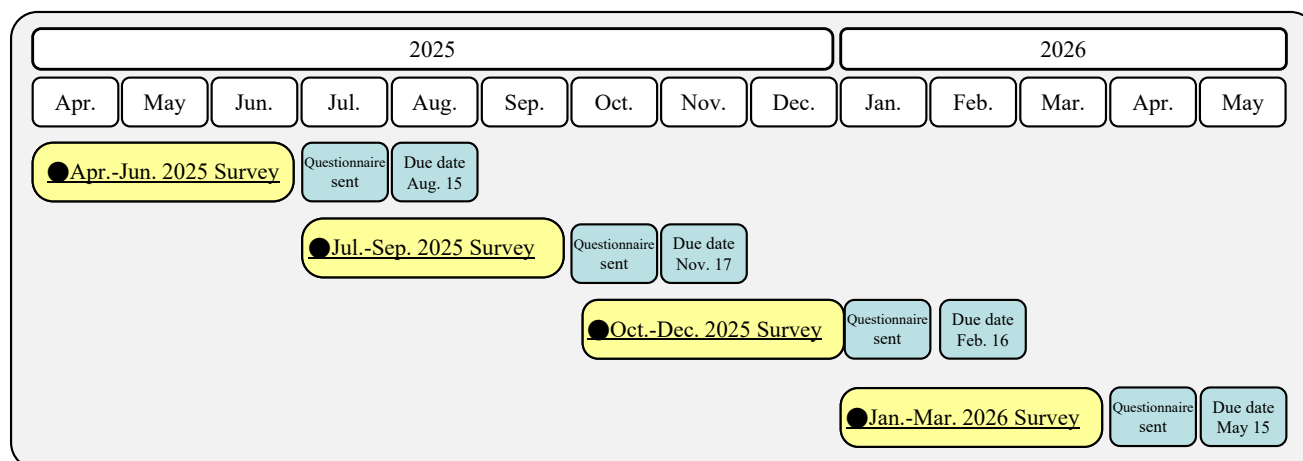 2025 2026
Apr. May Jun. Jul. Aug. Sep. Oct. Nov. Dec. Jan. Feb. Mar. Apr. May
●Apr.-Jun. 2025 Survey
Questionnaire
sent
Due date
Aug. 15
●Jul.-Sep. 2025 Survey
Questionnaire
sent
Due date
Nov. 17
●Oct.-Dec. 2025 Survey
Questionnaire
sent
Due date
Feb. 16
●Jan.-Mar. 2026 Survey
Questionnaire
sent
Due date
May 15